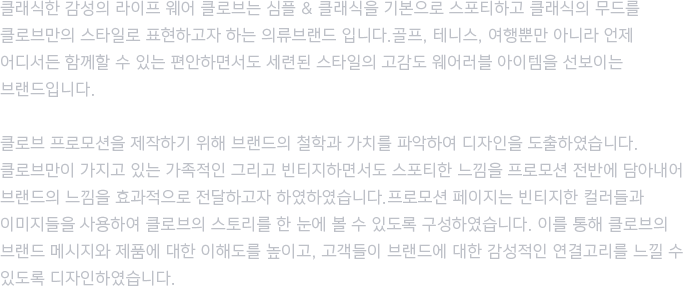 클래식한 감성의 라이프 웨어 클로브는 심플 & 클래식을 기본으로 스포티하고 클래식의 무드를
클로브만의 스타일로 표현하고자 하는 의류브랜드 입니다.골프, 테니스, 여행뿐만 아니라 언제
어디서든 함께할 수 있는 편안하면서도 세련된 스타일의 고감도 웨어러블 아이템을 선보이는
브랜드입니다.

클로브 프로모션을 제작하기 위해 브랜드의 철학과 가치를 파악하여 디자인을 도출하였습니다.
클로브만이 가지고 있는 가족적인 그리고 빈티지하면서도 스포티한 느낌을 프로모션 전반에 담아내어
브랜드의 느낌을 효과적으로 전달하고자 하였하였습니다.프로모션 페이지는 빈티지한 컬러들과
이미지들을 사용하여 클로브의 스토리를 한 눈에 볼 수 있도록 구성하였습니다. 이를 통해 클로브의
브랜드 메시지와 제품에 대한 이해도를 높이고, 고객들이 브랜드에 대한 감성적인 연결고리를 느낄 수
있도록 디자인하였습니다.